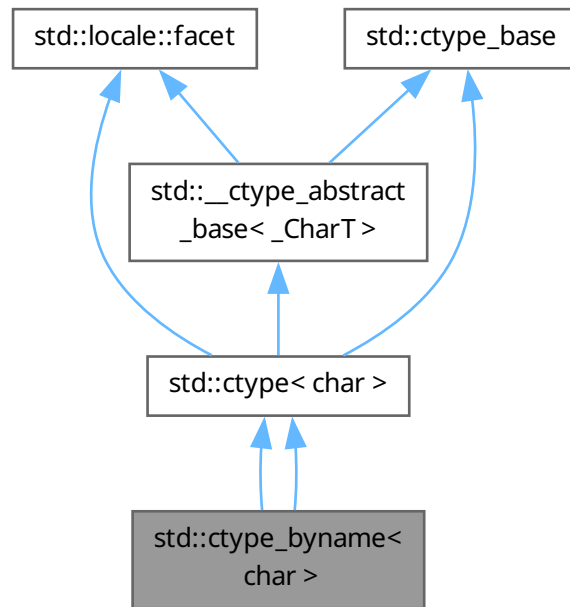 std::locale::facet
std::ctype_base
std::__ctype_abstract
_base< _CharT >
std::ctype< char >
std::ctype_byname<
char >